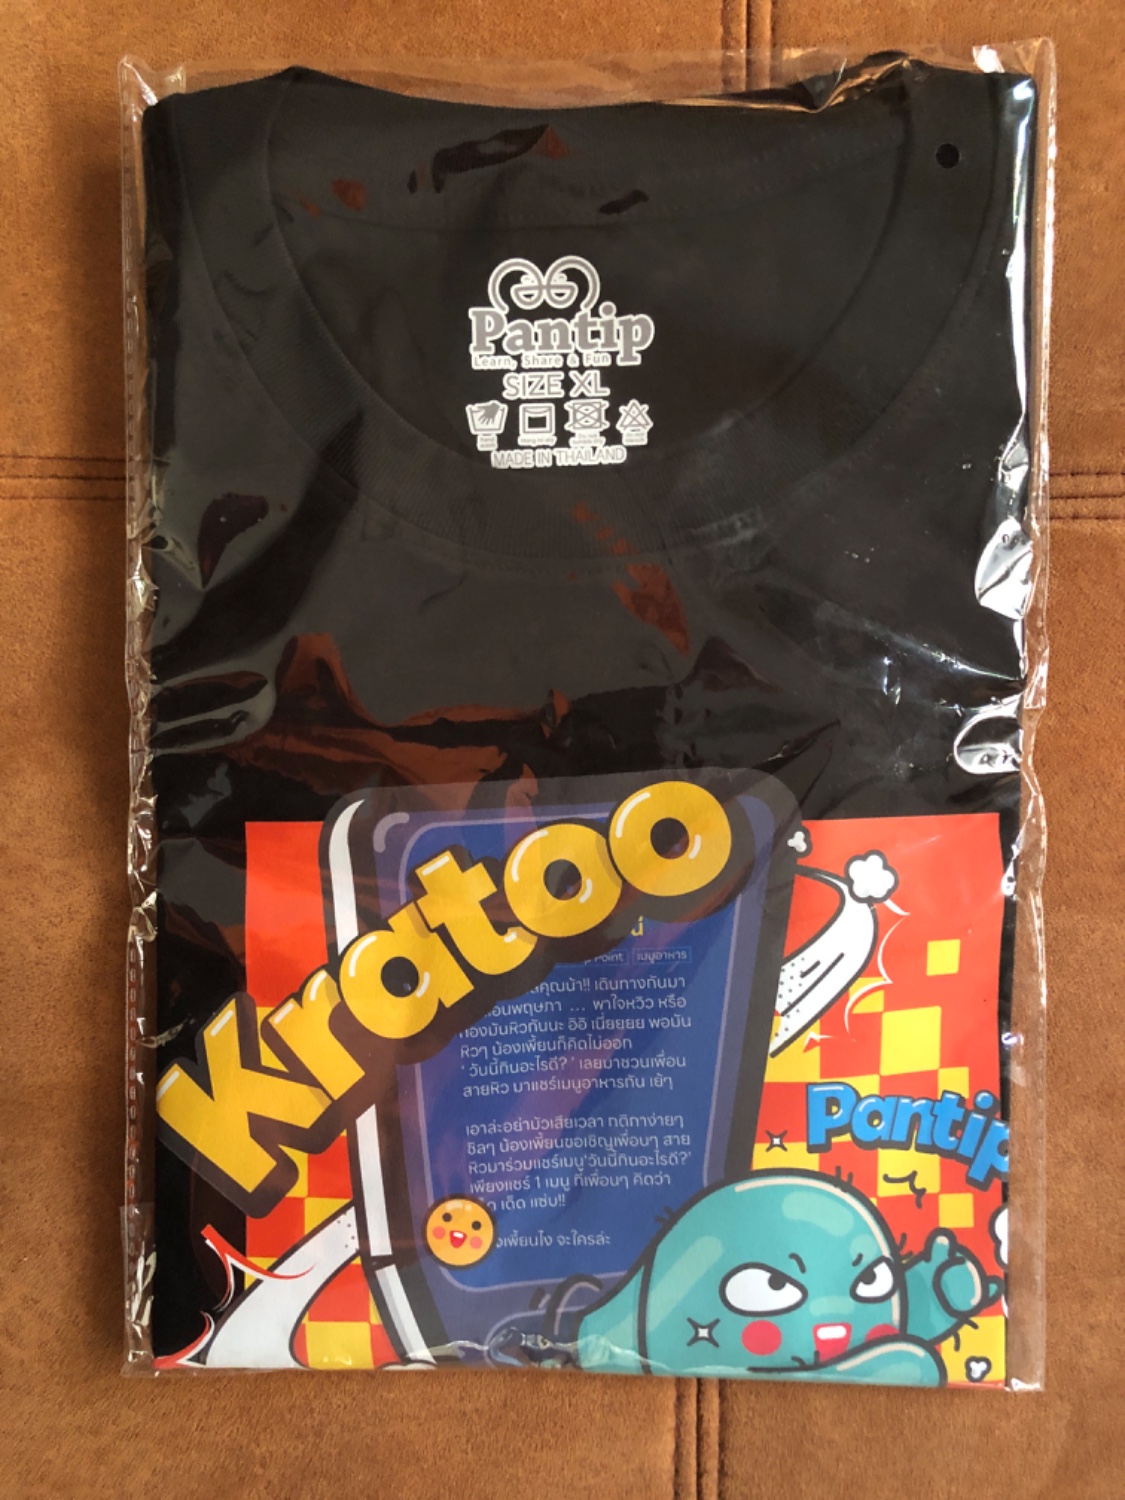 Pantip
Learn, Share & Fun
SIZE XL
MADE IN THAILAND
Kratoo
Point เมนูอาหาร
คุณน้า!! เดินทางกันมา
พฤษภา ... พาใจหวิว หรือ
ท้องมันหิวกันนะ อิอิ เนี่ยยยย พอมัน
หิวๆ น้องเพี้ยนก็คิดไม่ออก
' วันนี้กินอะไรดี? ' เลยมาชวนเพื่อน
สายหิว มาแชร์เมนูอาหารกัน เย้ๆ
เอาล่ะอย่ามัวเสียเวลา กติกาง่ายๆ
ชิลๆ น้องเพี้ยนขอเชิญเพื่อนๆ สาย
หิวมาร่วมแชร์เมนู'วันนี้กินอะไรดี?'
เพียงแชร์ 1 เมนู ที่เพื่อนๆ คิดว่า
เด็ด แซ่บ!!
เพี้ยนไง จะใครล่ะ
Pantip